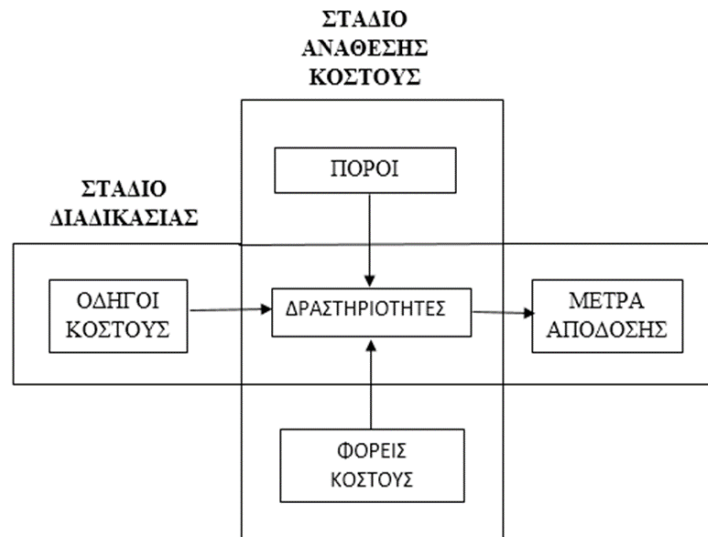 ΣΤΑΔΙΟ
ΑΝΑΘΕΣΗΣ
ΚΟΣΤΟΥΣ
ΠΟΡΟΙ
ΣΤΑΔΙΟ
ΔΙΑΔΙΚΑΣΙΑΣ
ΟΔΗΓΟΙ
ΚΟΣΤΟΥΣ
ΔΡΑΣΤΗΡΙΟΤΗΤΕΣ
ΜΕΤΡΑ
ΑΠΟΔΟΣΗΣ
ΦΟΡΕΙΣ
ΚΟΣΤΟΥΣ